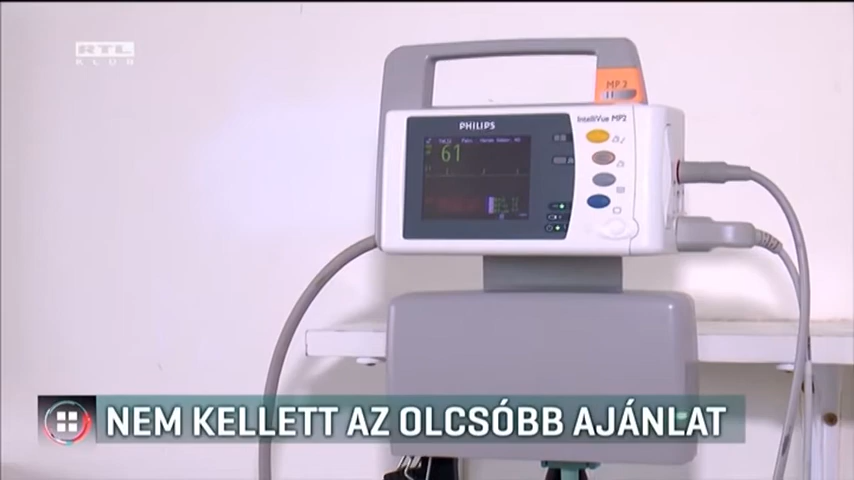 RTL
KLUB
MP2
PHILIPS
IntelliVue MP2
61
NEM KELLETT AZ OLCSÓBB AJÁNLAT